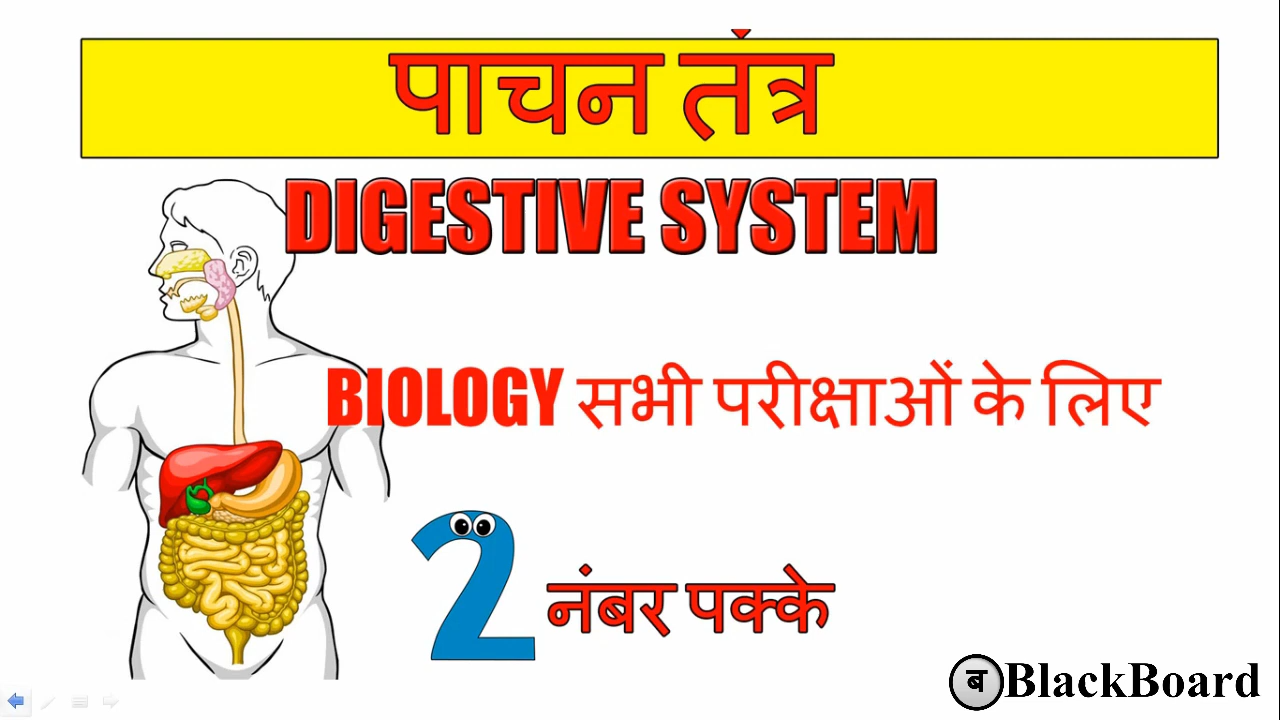 पाचन तंत्र
DIGESTIVE SYSTEM
BIOLOGY सभी परीक्षाओं के लिए
2 नंबर पक्के
ब BlackBoard